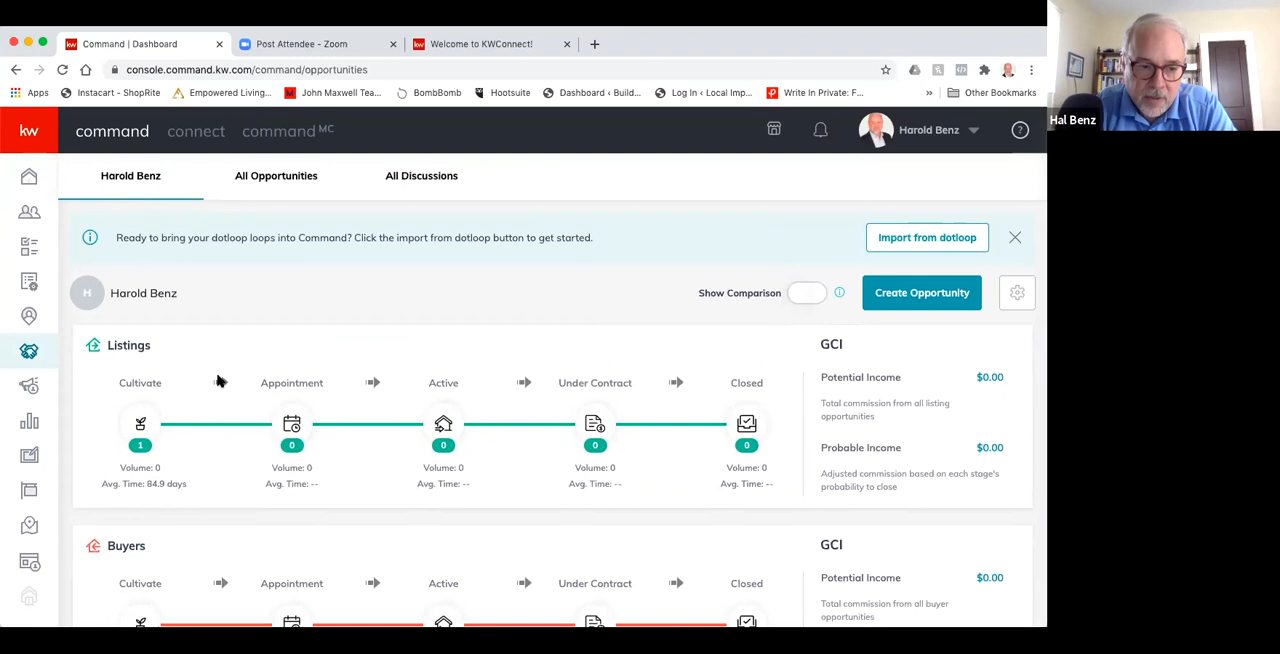 Command | Dashboard
Post Attendee - Zoom
Welcome to KWConnect!
console.command.kw.com/command/opportunities
Apps
Instacart - ShopRite
Empowered Living...
John Maxwell Tea...
BombBomb
Hootsuite
Dashboard ‹ Build...
Log In ‹ Local Imp...
Write In Private: F...
»
Other Bookmarks
Hal Benz
kw
command
connect
command MC
Harold Benz
Harold Benz
All Opportunities
All Discussions
Ready to bring your dotloop loops into Command? Click the import from dotloop button to get started.
Import from dotloop
H
Harold Benz
Show Comparison
Create Opportunity
Listings
GCI
Cultivate
Appointment
Active
Under Contract
Closed
Potential Income
$0.00
Total commission from all listing
opportunities
1
0
0
0
0
Probable Income
$0.00
Volume: 0
Volume: 0
Volume: 0
Volume: 0
Volume: 0
Avg. Time: 84.9 days
Avg. Time: --
Avg. Time: --
Avg. Time: --
Avg. Time: --
Adjusted commission based on each stage's
probability to close
Buyers
GCI
Cultivate
Appointment
Active
Under Contract
Closed
Potential Income
$0.00
Total commission from all buyer
opportunities